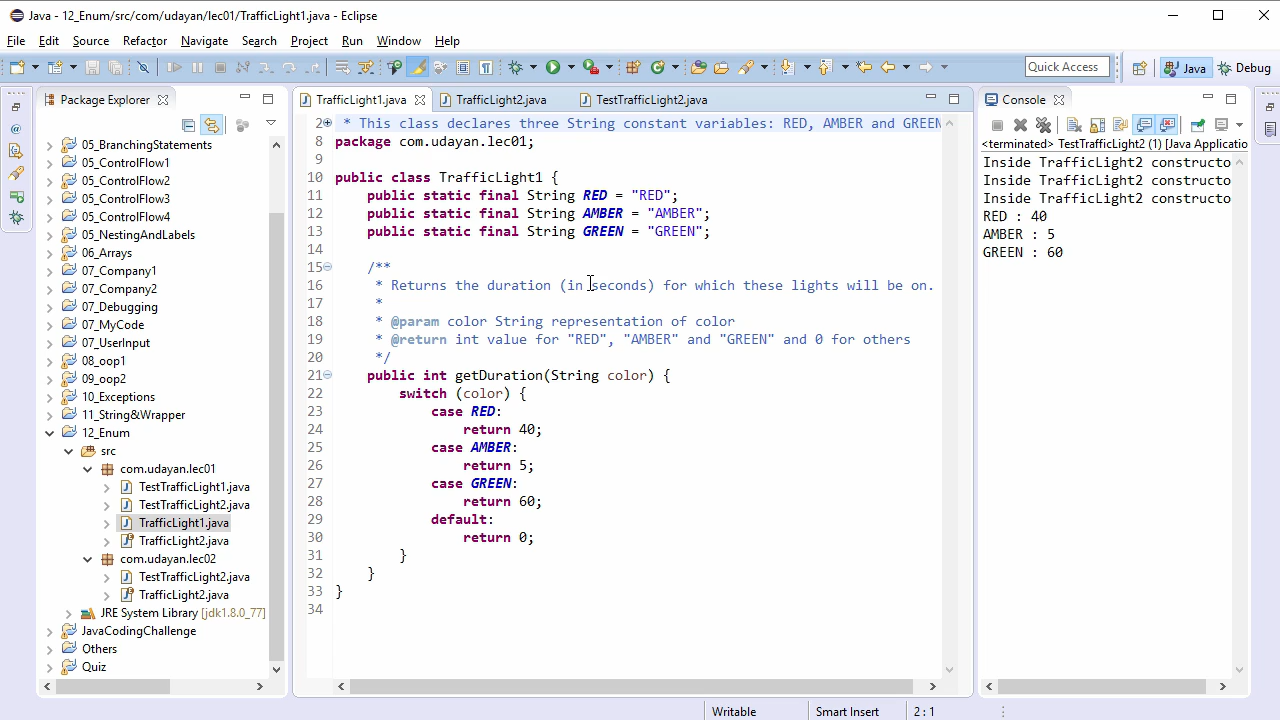 Java - 12_Enum/src/com/udayan/lec01/TrafficLight1.java - Eclipse
File Edit Source Refactor Navigate Search Project Run Window Help
Quick Access
Java
Debug
Package Explorer
05_BranchingStatements
05_ControlFlow1
05_ControlFlow2
05_ControlFlow3
05_ControlFlow4
05_NestingAndLabels
06_Arrays
07_Company1
07_Company2
07_Debugging
07_MyCode
07_UserInput
08_oop1
09_oop2
10_Exceptions
11_String&Wrapper
12_Enum
src
com.udayan.lec01
TestTrafficLight1.java
TestTrafficLight2.java
TrafficLight1.java
TrafficLight2.java
com.udayan.lec02
TestTrafficLight2.java
TrafficLight2.java
JRE System Library [jdk1.8.0_77]
JavaCodingChallenge
Others
Quiz
TrafficLight1.java TrafficLight2.java TestTrafficLight2.java
2 * This class declares three String constant variables: RED, AMBER and GREEN
8 package com.udayan.lec01;
9
10 public class TrafficLight1 {
11 public static final String RED = "RED";
12 public static final String AMBER = "AMBER";
13 public static final String GREEN = "GREEN";
14
15 /**
16 * Returns the duration (in seconds) for which these lights will be on.
17 *
18 * @param color String representation of color
19 * @return int value for "RED", "AMBER" and "GREEN" and 0 for others
20 */
21 public int getDuration(String color) {
22 switch (color) {
23 case RED:
24 return 40;
25 case AMBER:
26 return 5;
27 case GREEN:
28 return 60;
29 default:
30 return 0;
31 }
32 }
33 }
34
Console
<terminated> TestTrafficLight2 (1) [Java Applicatio
Inside TrafficLight2 constructo
Inside TrafficLight2 constructo
Inside TrafficLight2 constructo
RED : 40
AMBER : 5
GREEN : 60
Writable Smart Insert 2 : 1